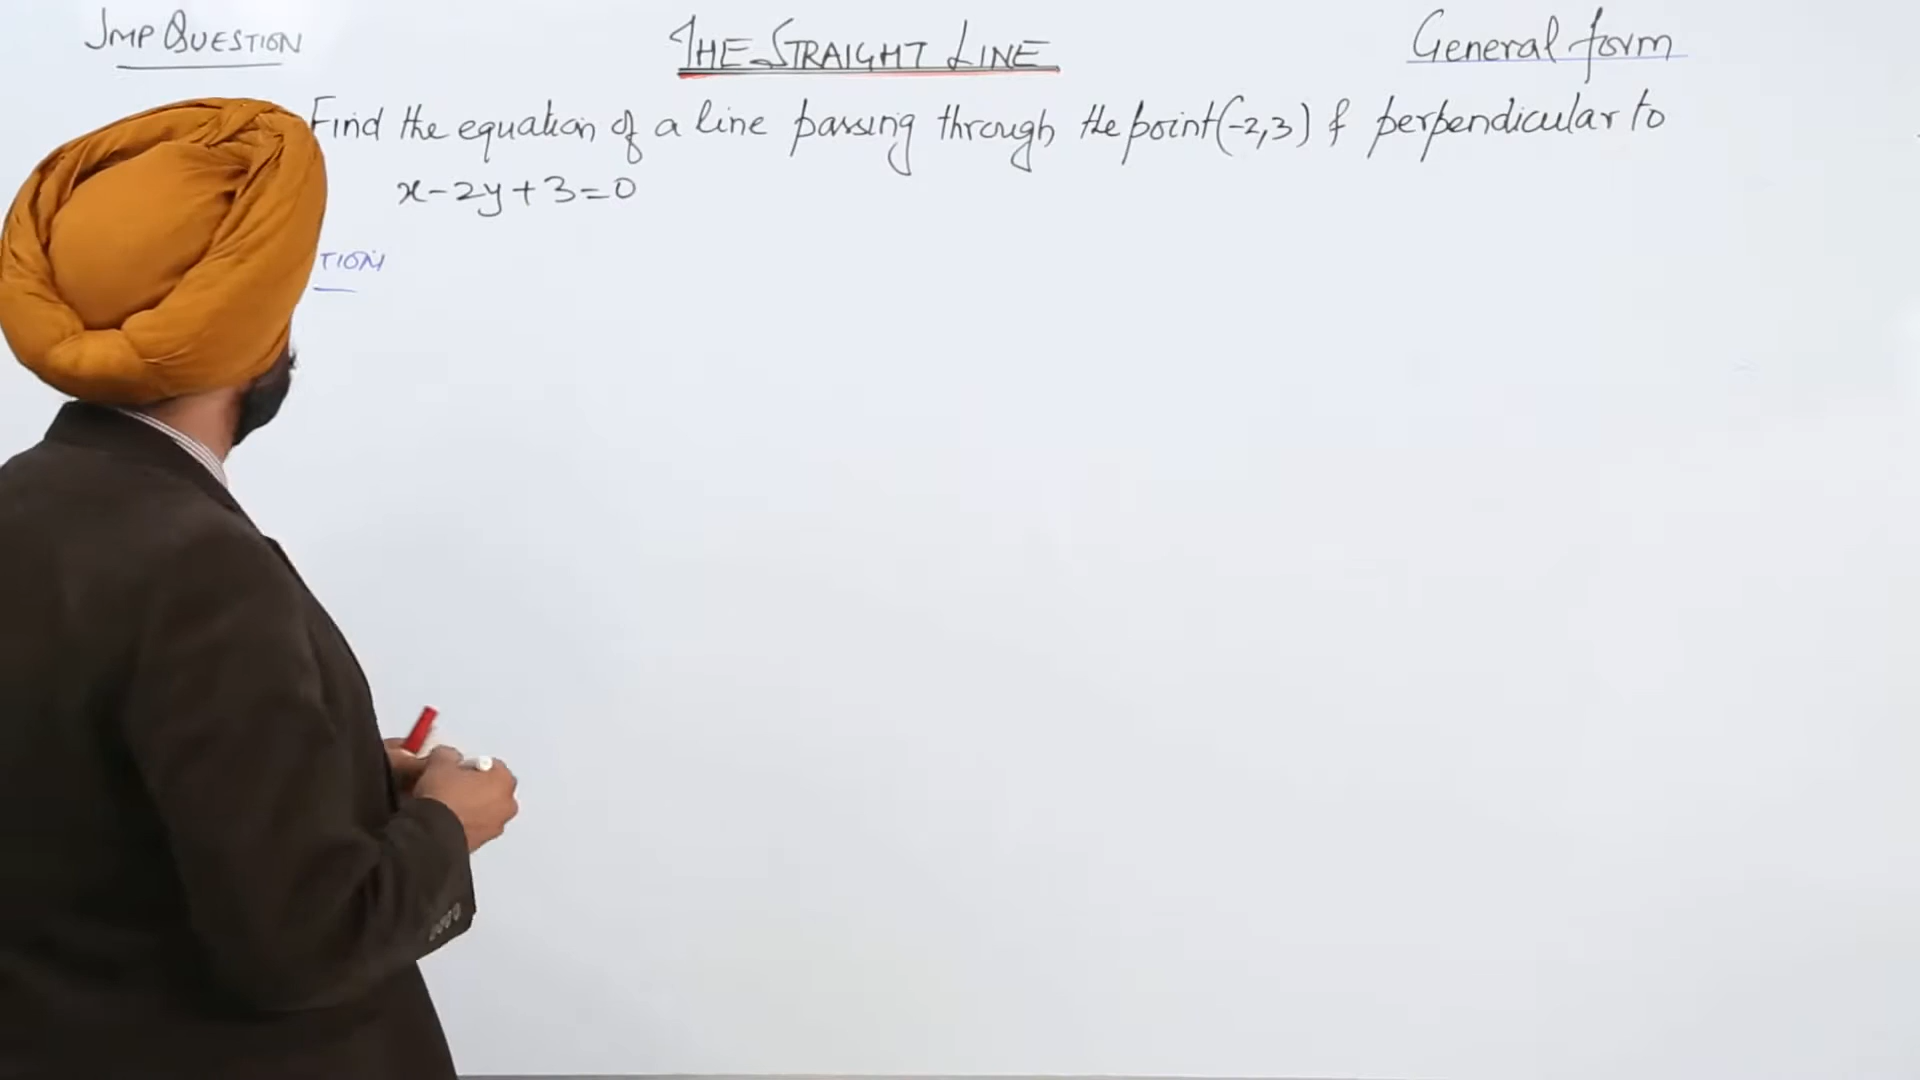 IMP QUESTION
THE STRAIGHT LINE
General form
Find the equation of a line passing through the point (-2,3) & perpendicular to
x-2y+3=0
TION